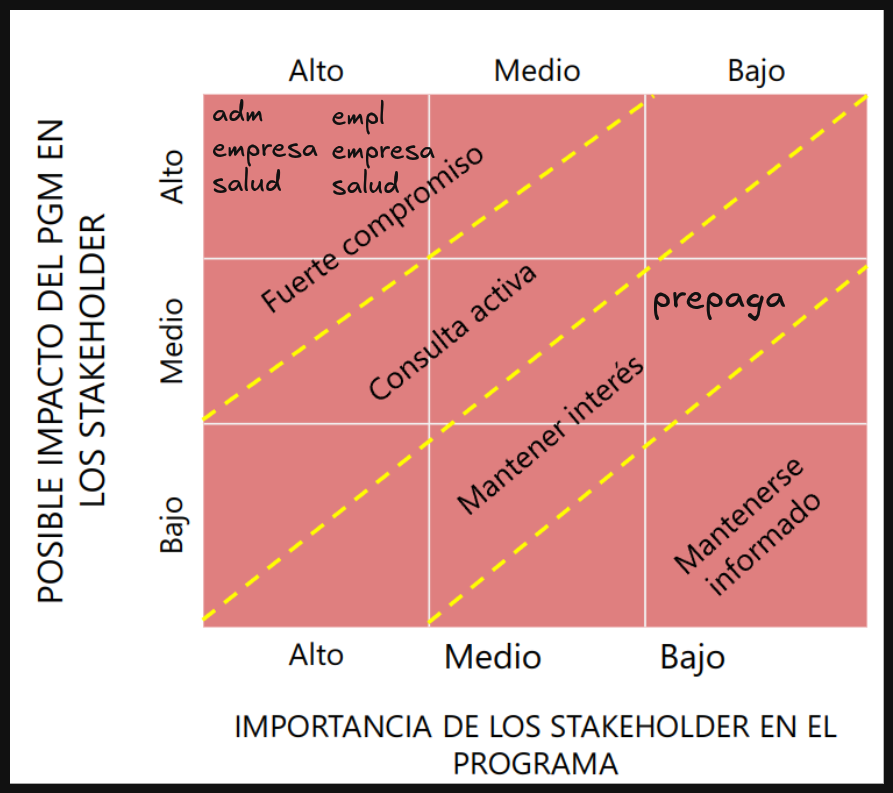 Alto Medio Bajo
POSIBLE IMPACTO DEL PGM EN
LOS STAKEHOLDER
Alto
adm
empresa
salud
empl
empresa
salud
Fuerte compromiso
Medio
Consulta activa
prepaga
Mantener interés
Bajo
Mantenerse
informado
Alto Medio Bajo
IMPORTANCIA DE LOS STAKEHOLDER EN EL
PROGRAMA